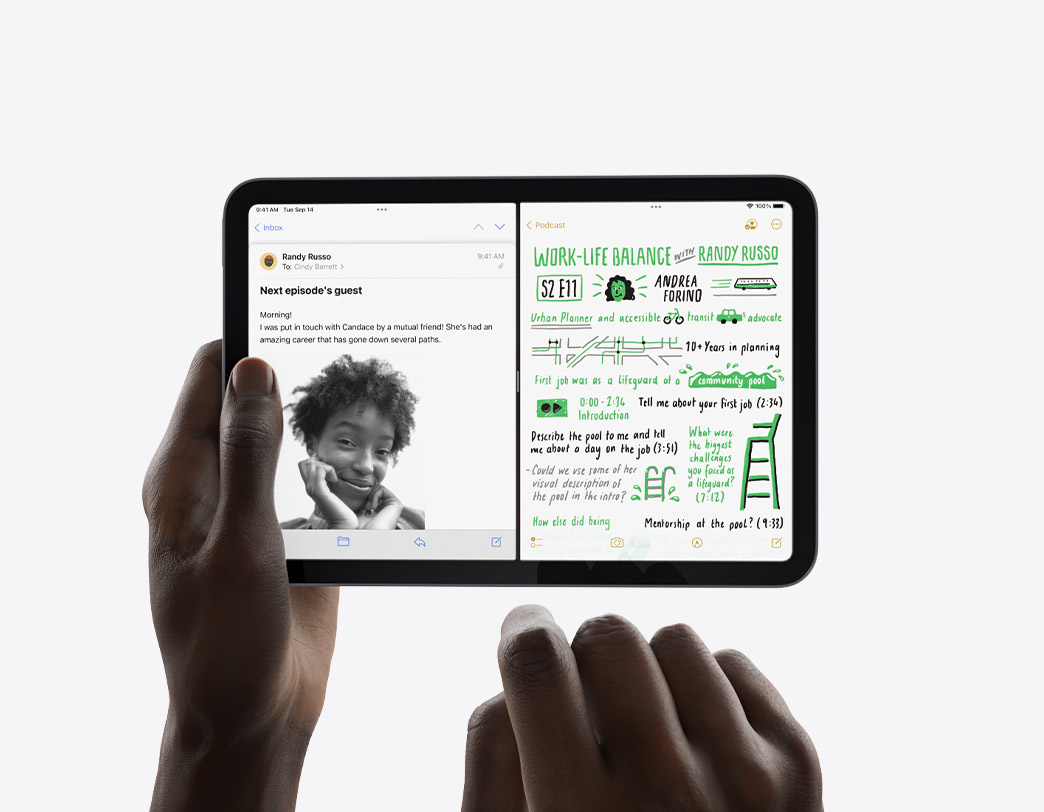 9:41 AM Tue Sep 14
Inbox
Randy Russo
9:41 AM
To: Cindy Barrett
Next episode's guest
Morning!
I was put in touch with Candace by a mutual friend! She's had an
amazing career that has gone down several paths.
100%
Podcast
WORK-LIFE BALANCE WITH RANDY RUSSO
S2 E11
ANDREA
FORINO
Urban Planner and accessible transit advocate
10+ Years in planning
First job was as a lifeguard at a community pool
0:00 - 2:34
Introduction
Tell me about your first job (2:34)
Describe the pool to me and tell
me about a day on the job (3:51)
- Could we use some of her
visual description of
the pool in the intro?
What were
the biggest
challenges
you faced as
a lifeguard?
(7:12)
How else did being
Mentorship at the pool? (9:33)